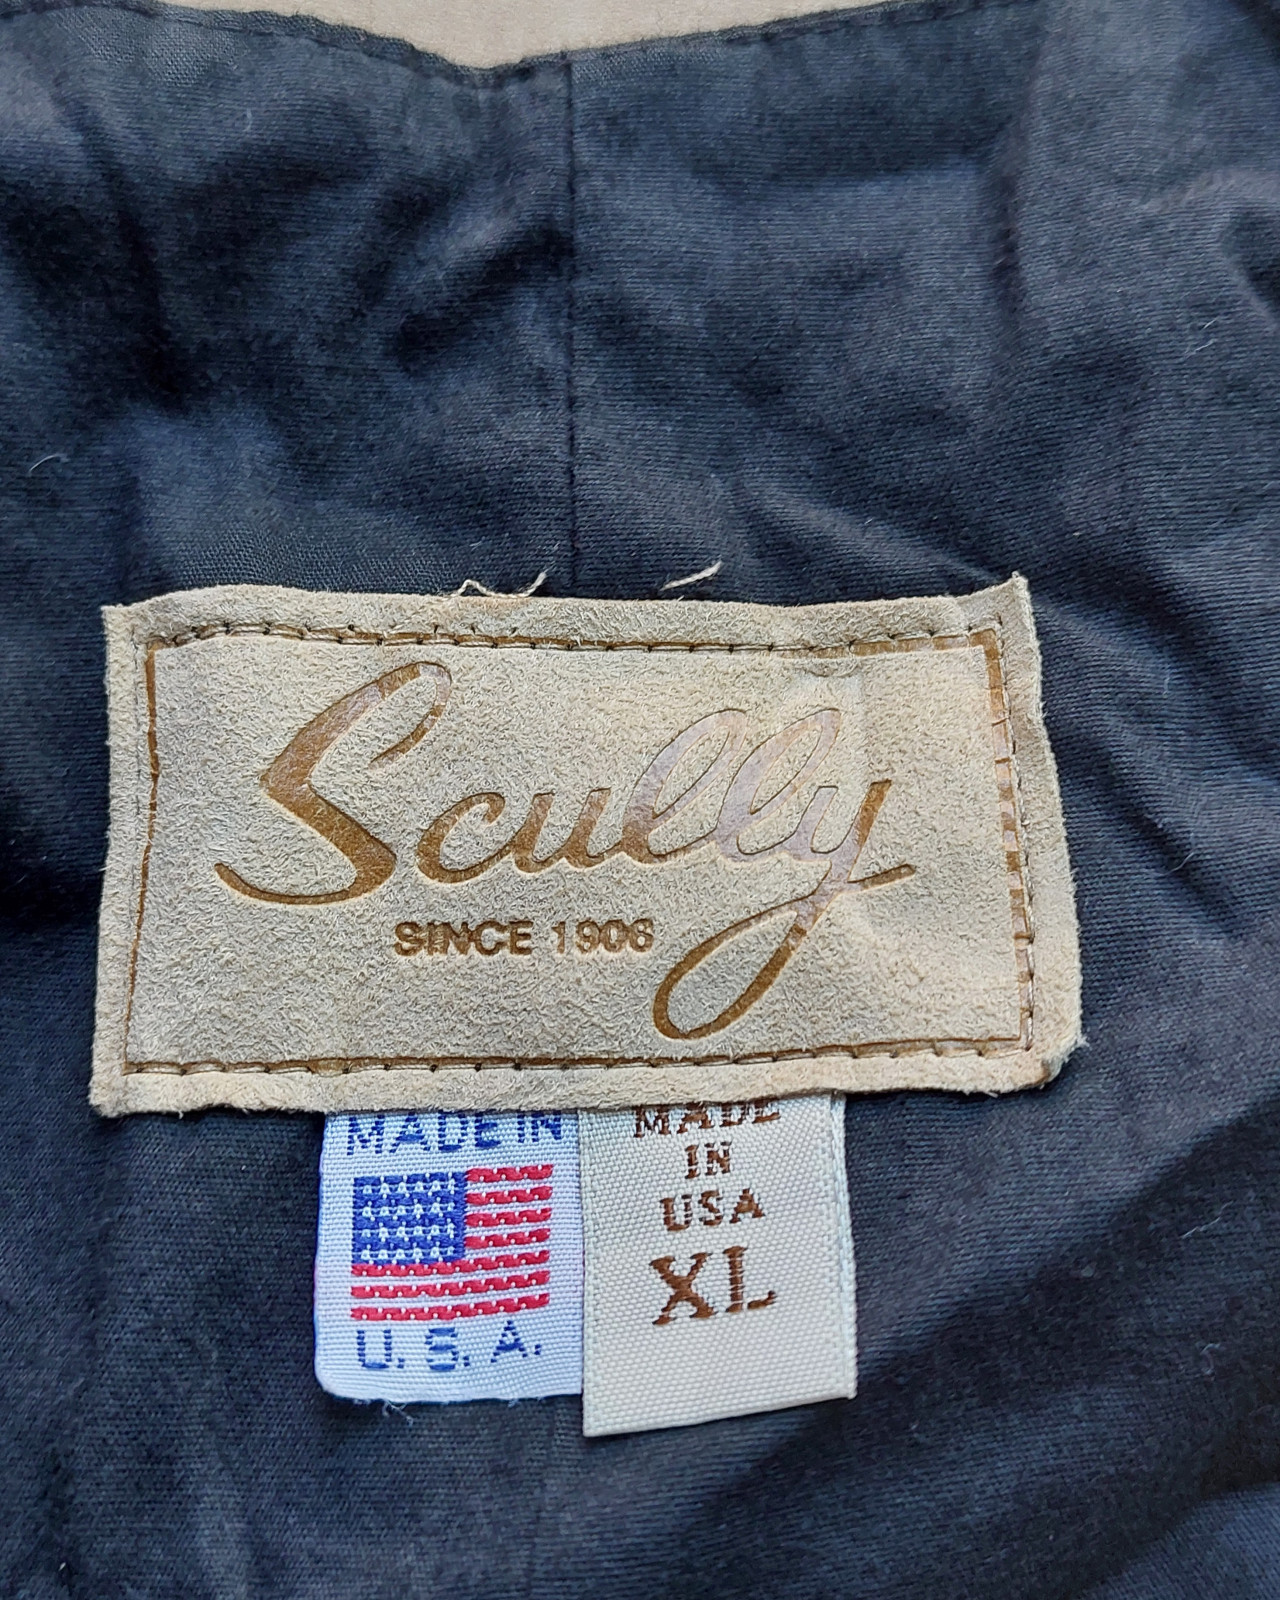 Scully
SINCE 1906
MADE IN
U.S.A.
MADE
IN
USA
XL